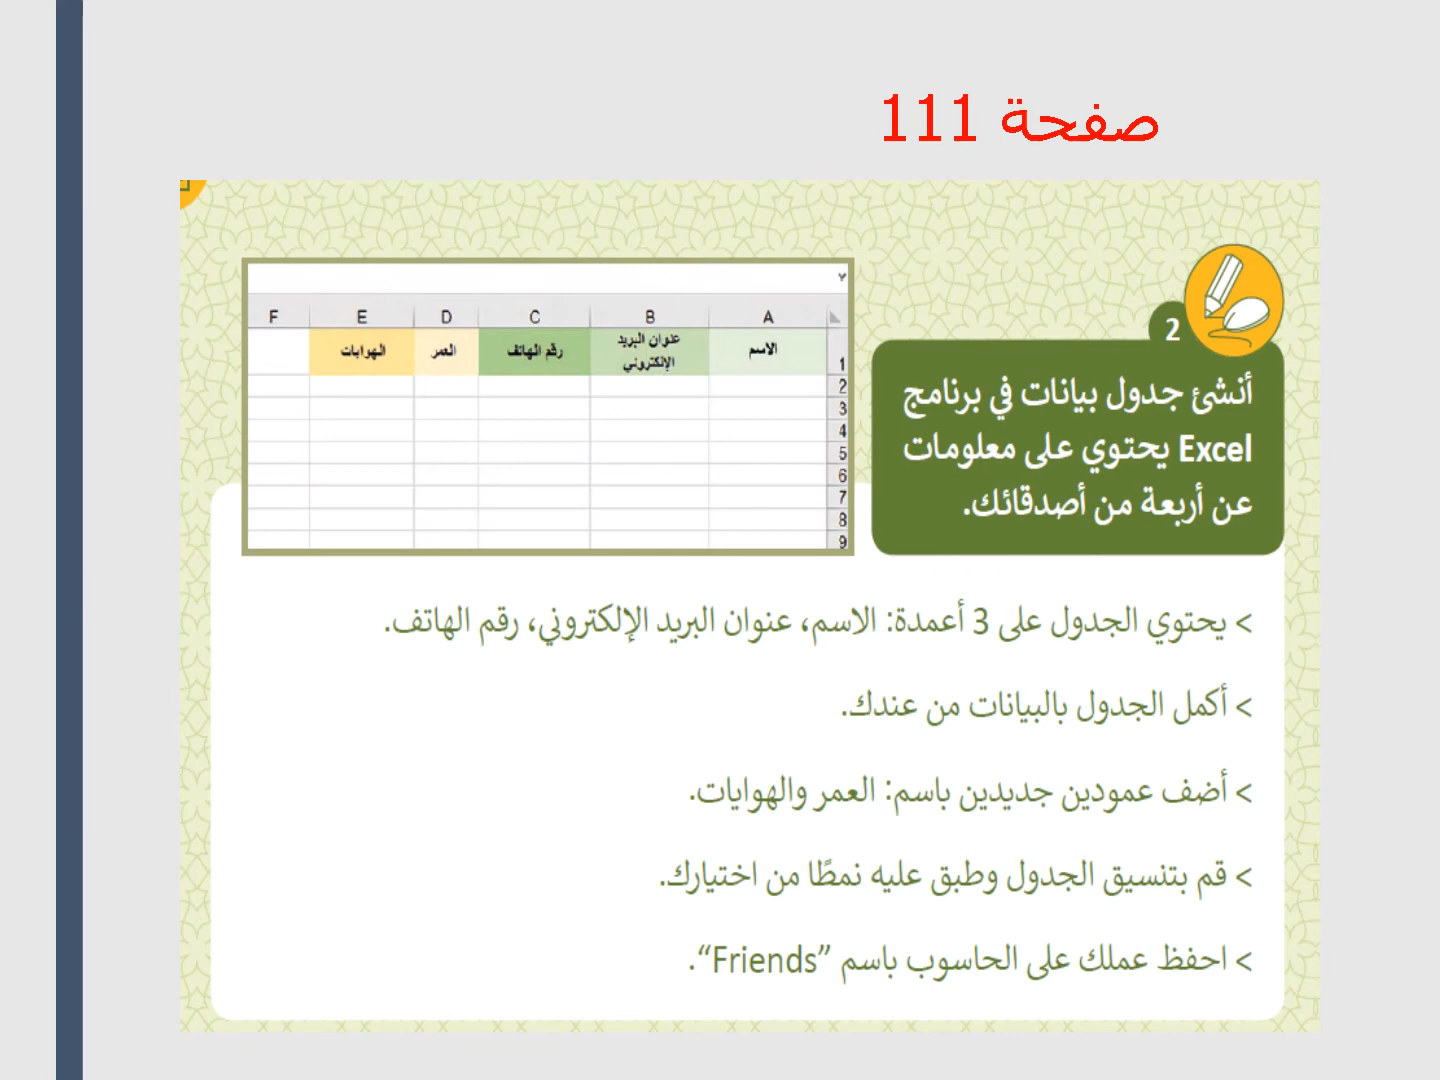 صفحة 111
2
أنشئ جدول بيانات في برنامج
Excel يحتوي على معلومات
عن أربعة من أصدقائك.
A B C D E F
الاسم عنوان البريد الإلكتروني رقم الهاتف العمر الهوايات
1
2
3
4
5
6
7
8
9
> يحتوي الجدول على 3 أعمدة: الاسم، عنوان البريد الإلكتروني، رقم الهاتف.
> أكمل الجدول بالبيانات من عندك.
> أضف عمودين جديدين باسم: العمر والهوايات.
> قم بتنسيق الجدول وطبق عليه نمطًا من اختيارك.
> احفظ عملك على الحاسوب باسم “Friends”.